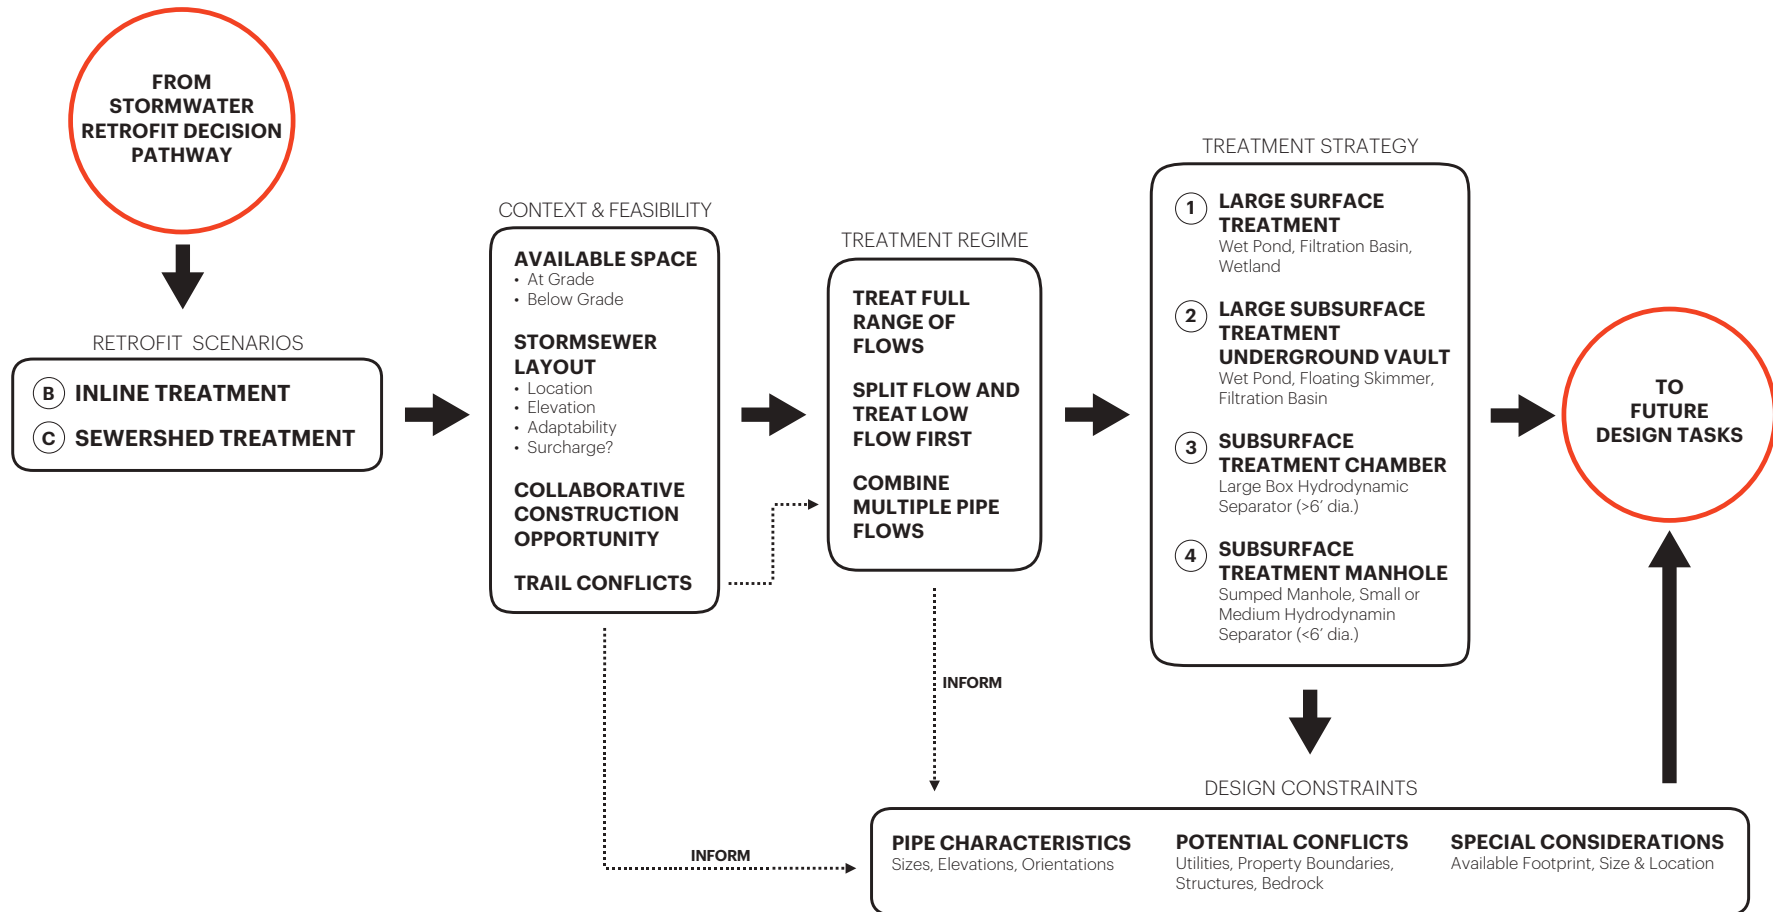 FROM
STORMWATER
RETROFIT DECISION
PATHWAY
RETROFIT SCENARIOS
B INLINE TREATMENT
C SEWERSHED TREATMENT
CONTEXT & FEASIBILITY
AVAILABLE SPACE
• At Grade
• Below Grade
STORMSEWER
LAYOUT
• Location
• Elevation
• Adaptability
• Surcharge?
COLLABORATIVE
CONSTRUCTION
OPPORTUNITY
TRAIL CONFLICTS
TREATMENT REGIME
TREAT FULL
RANGE OF
FLOWS
SPLIT FLOW AND
TREAT LOW
FLOW FIRST
COMBINE
MULTIPLE PIPE
FLOWS
TREATMENT STRATEGY
1 LARGE SURFACE
TREATMENT
Wet Pond, Filtration Basin,
Wetland
2 LARGE SUBSURFACE
TREATMENT
UNDERGROUND VAULT
Wet Pond, Floating Skimmer,
Filtration Basin
3 SUBSURFACE
TREATMENT CHAMBER
Large Box Hydrodynamic
Separator (>6’ dia.)
4 SUBSURFACE
TREATMENT MANHOLE
Sumped Manhole, Small or
Medium Hydrodynamin
Separator (<6’ dia.)
TO
FUTURE
DESIGN TASKS
INFORM
INFORM
DESIGN CONSTRAINTS
PIPE CHARACTERISTICS
Sizes, Elevations, Orientations
POTENTIAL CONFLICTS
Utilities, Property Boundaries,
Structures, Bedrock
SPECIAL CONSIDERATIONS
Available Footprint, Size & Location